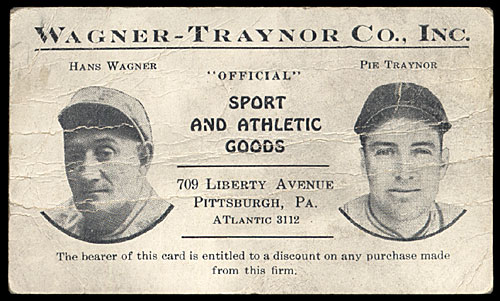 WAGNER-TRAYNOR CO., INC.
HANS WAGNER
PIE TRAYNOR
"OFFICIAL"
SPORT
AND ATHLETIC
GOODS
709 LIBERTY AVENUE
PITTSBURGH, PA.
ATLANTIC 3112
The bearer of this card is entitled to a discount on any purchase made
from this firm.